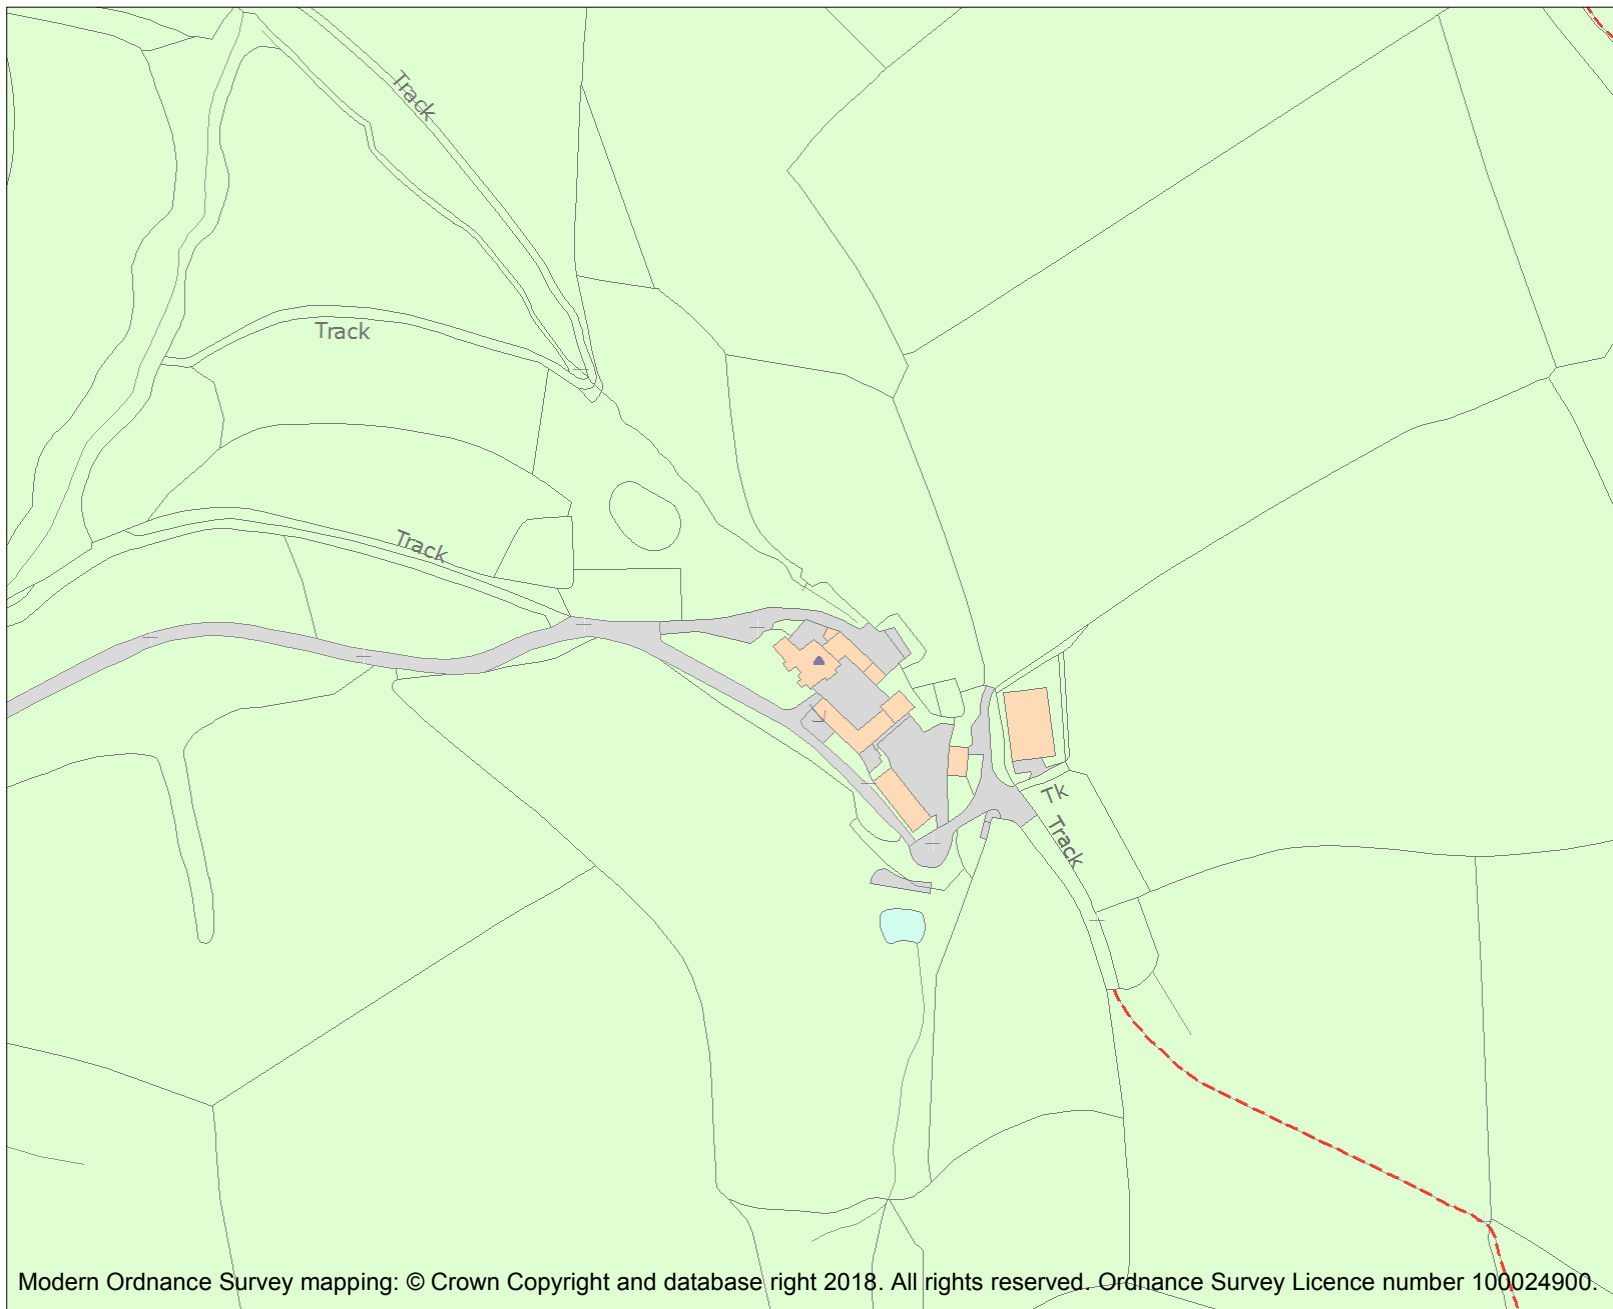 Track
Track
Track
Tk
Track
Modern Ordnance Survey mapping: © Crown Copyright and database right 2018. All rights reserved. Ordnance Survey Licence number 100024900.